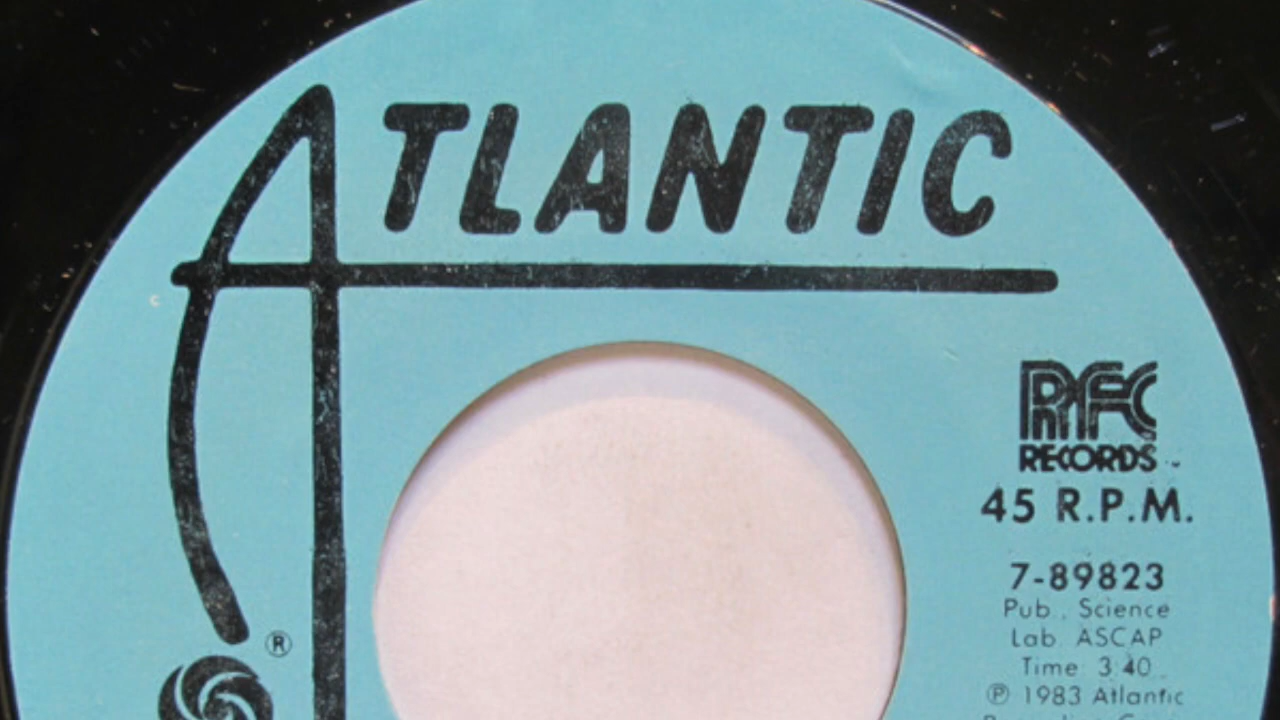 ATLANTIC
RFC
RECORDS
45 R.P.M.
7-89823
Pub., Science
Lab. ASCAP
Time: 3:40
®
℗ 1983 Atlantic